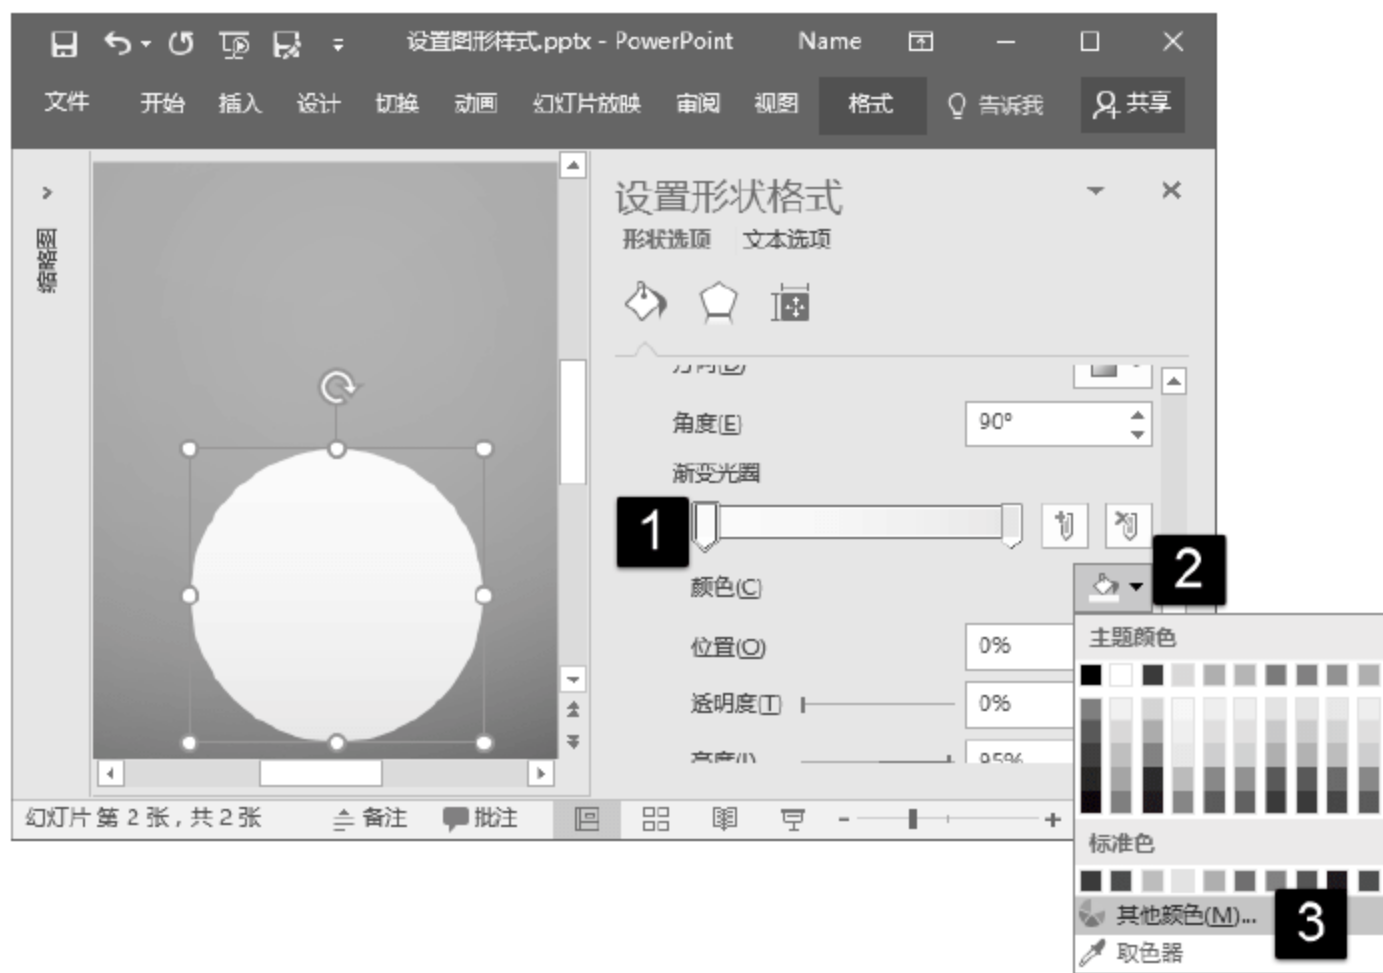 设置图形样式.pptx - PowerPoint Name
文件 开始 插入 设计 切换 动画 幻灯片放映 审阅 视图 格式 告诉我 共享
缩略图
设置形状格式
形状选项 文本选项
方向(D)
角度(E) 90°
渐变光圈
1
2
颜色(C)
位置(O) 0%
透明度(T) 0%
亮度(I) 95%
主题颜色
标准色
其他颜色(M)...
3
取色器
幻灯片 第 2 张，共 2 张 备注 批注